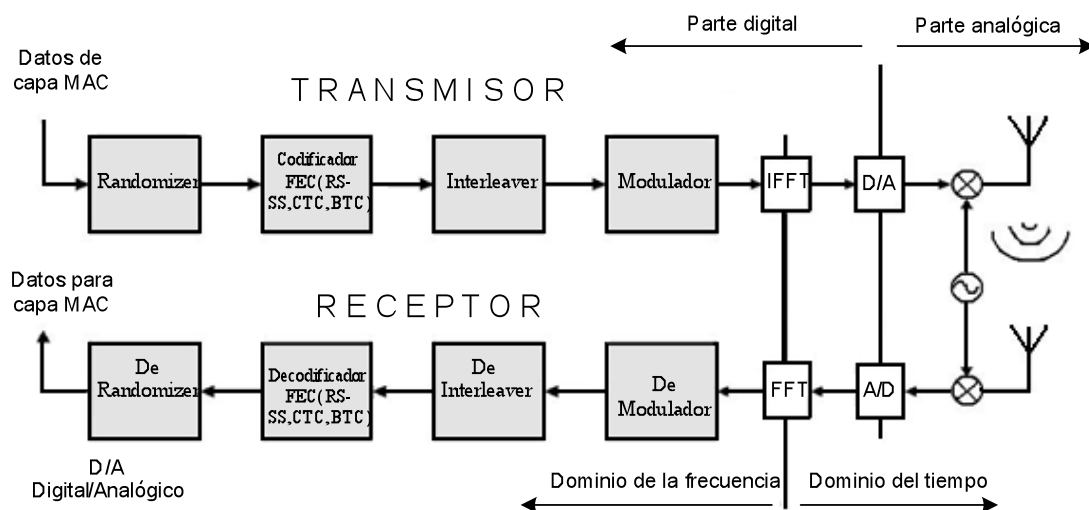 Parte digital
Parte analógica
Datos de
capa MAC
TRANSMISOR
Randomizer
Codificador
FEC(RS-
SS,CTC,BTC)
Interleaver
Modulador
IFFT
D/A
Datos para
capa MAC
RECEPTOR
De
Randomizer
Decodificador
FEC(RS-
SS,CTC,BTC)
De
Interleaver
De
Modulador
FFT
A/D
D/A
Digital/Analógico
Dominio de la frecuencia
Dominio del tiempo